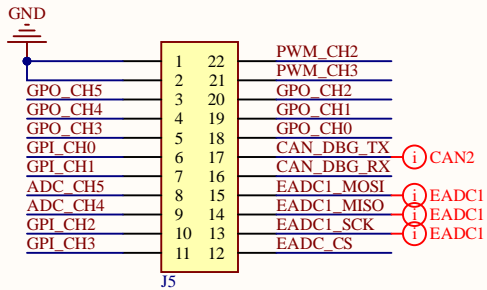 GND
1 22 PWM_CH2
2 21 PWM_CH3
GPO_CH5 3 20 GPO_CH2
GPO_CH4 4 19 GPO_CH1
GPO_CH3 5 18 GPO_CH0
GPI_CH0 6 17 CAN_DBG_TX i CAN2
GPI_CH1 7 16 CAN_DBG_RX
ADC_CH5 8 15 EADC1_MOSI i EADC1
ADC_CH4 9 14 EADC1_MISO i EADC1
GPI_CH2 10 13 EADC1_SCK i EADC1
GPI_CH3 11 12 EADC_CS
J5